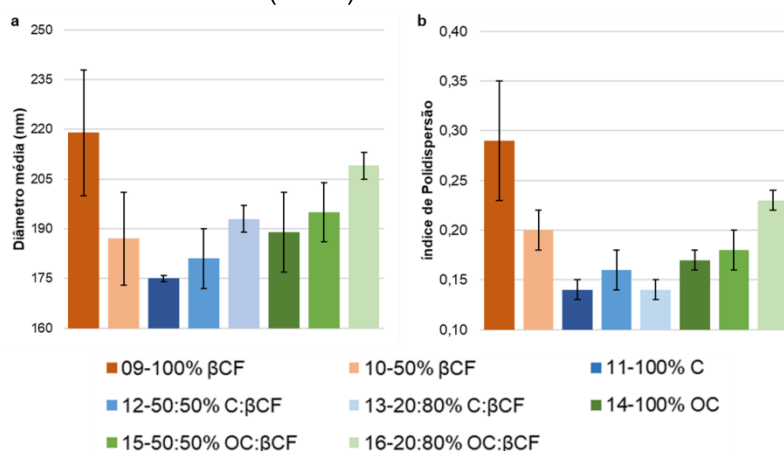 a
b
250
235
220
205
190
175
160
Diâmetro média (nm)
0,40
0,35
0,30
0,25
0,20
0,15
0,10
índice de Polidispersão
09-100% βCF
10-50% βCF
11-100% C
12-50:50% C:βCF
13-20:80% C:βCF
14-100% OC
15-50:50% OC:βCF
16-20:80% OC:βCF